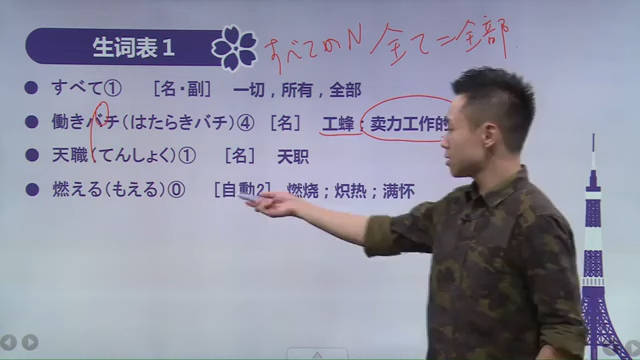 生词表1
すべてのN 全て=全部
● すべて① [名・副] 一切，所有，全部
● 働きバチ(はたらきバチ)④ [名] 工蜂；卖力工作的
● 天職(てんしょく)① [名] 天职
● 燃える(もえる)⓪ [自動2] 燃烧；炽热；满怀